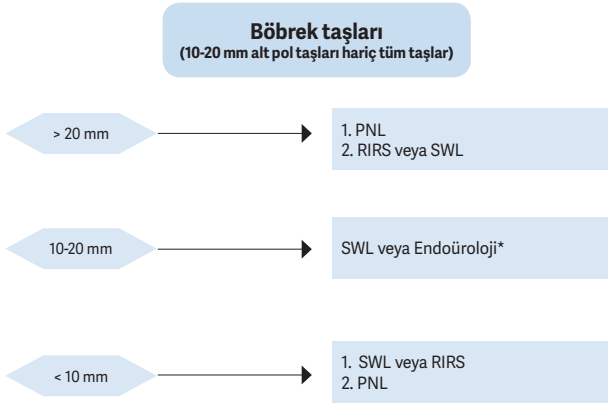 Böbrek taşları
(10-20 mm alt pol taşları hariç tüm taşlar)
> 20 mm
1. PNL
2. RIRS veya SWL
10-20 mm
SWL veya Endoüroloji*
< 10 mm
1. SWL veya RIRS
2. PNL